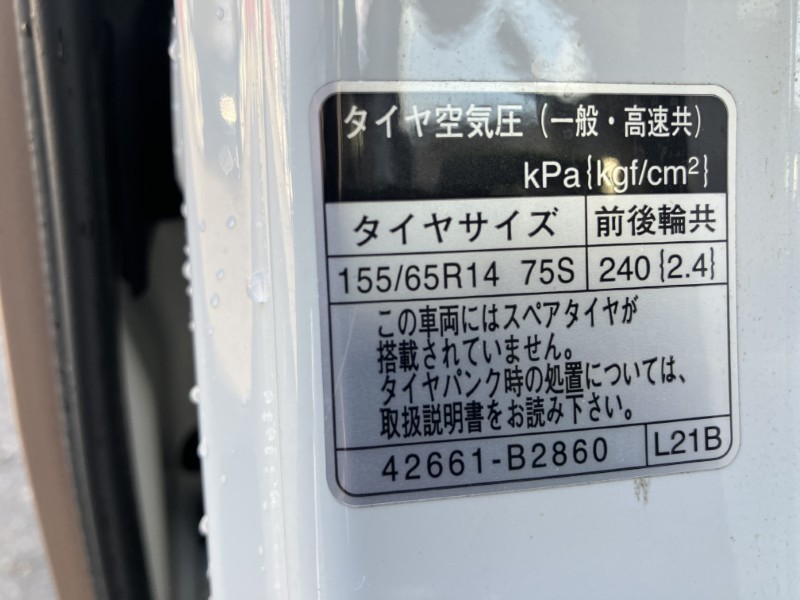 タイヤ空気圧（一般・高速共）
kPa{kgf/cm²}
タイヤサイズ 前後輪共
155/65R14 75S 240{2.4}
この車両にはスペアタイヤが
搭載されていません。
タイヤパンク時の処置については、
取扱説明書をお読み下さい。
42661-B2860 L21B